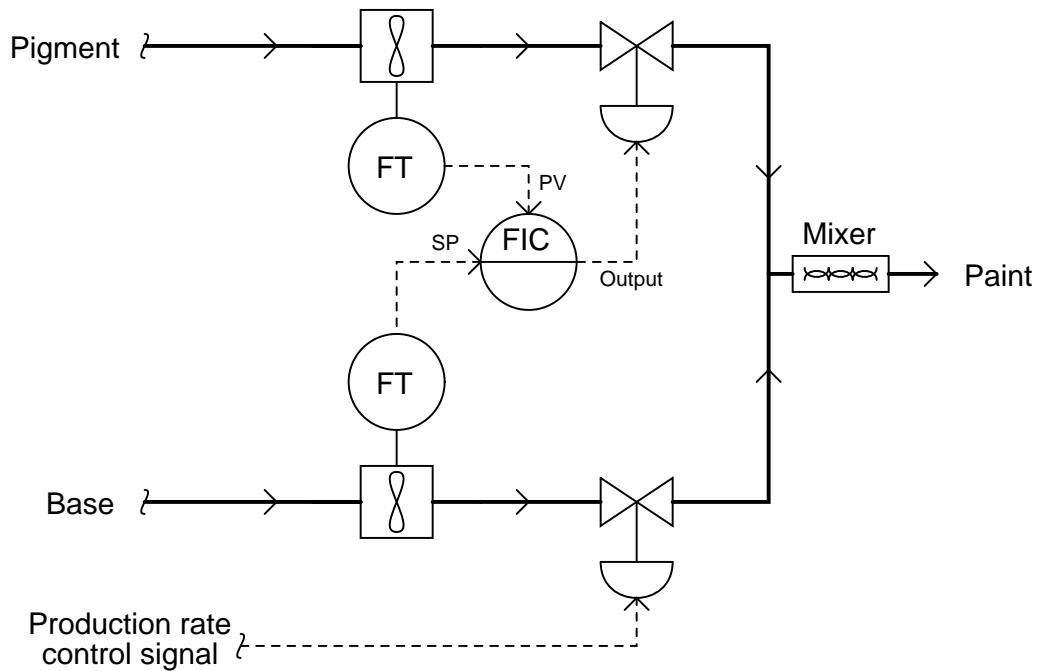 Pigment
FT
PV
SP
FIC
Output
Mixer
Paint
FT
Base
Production rate
control signal